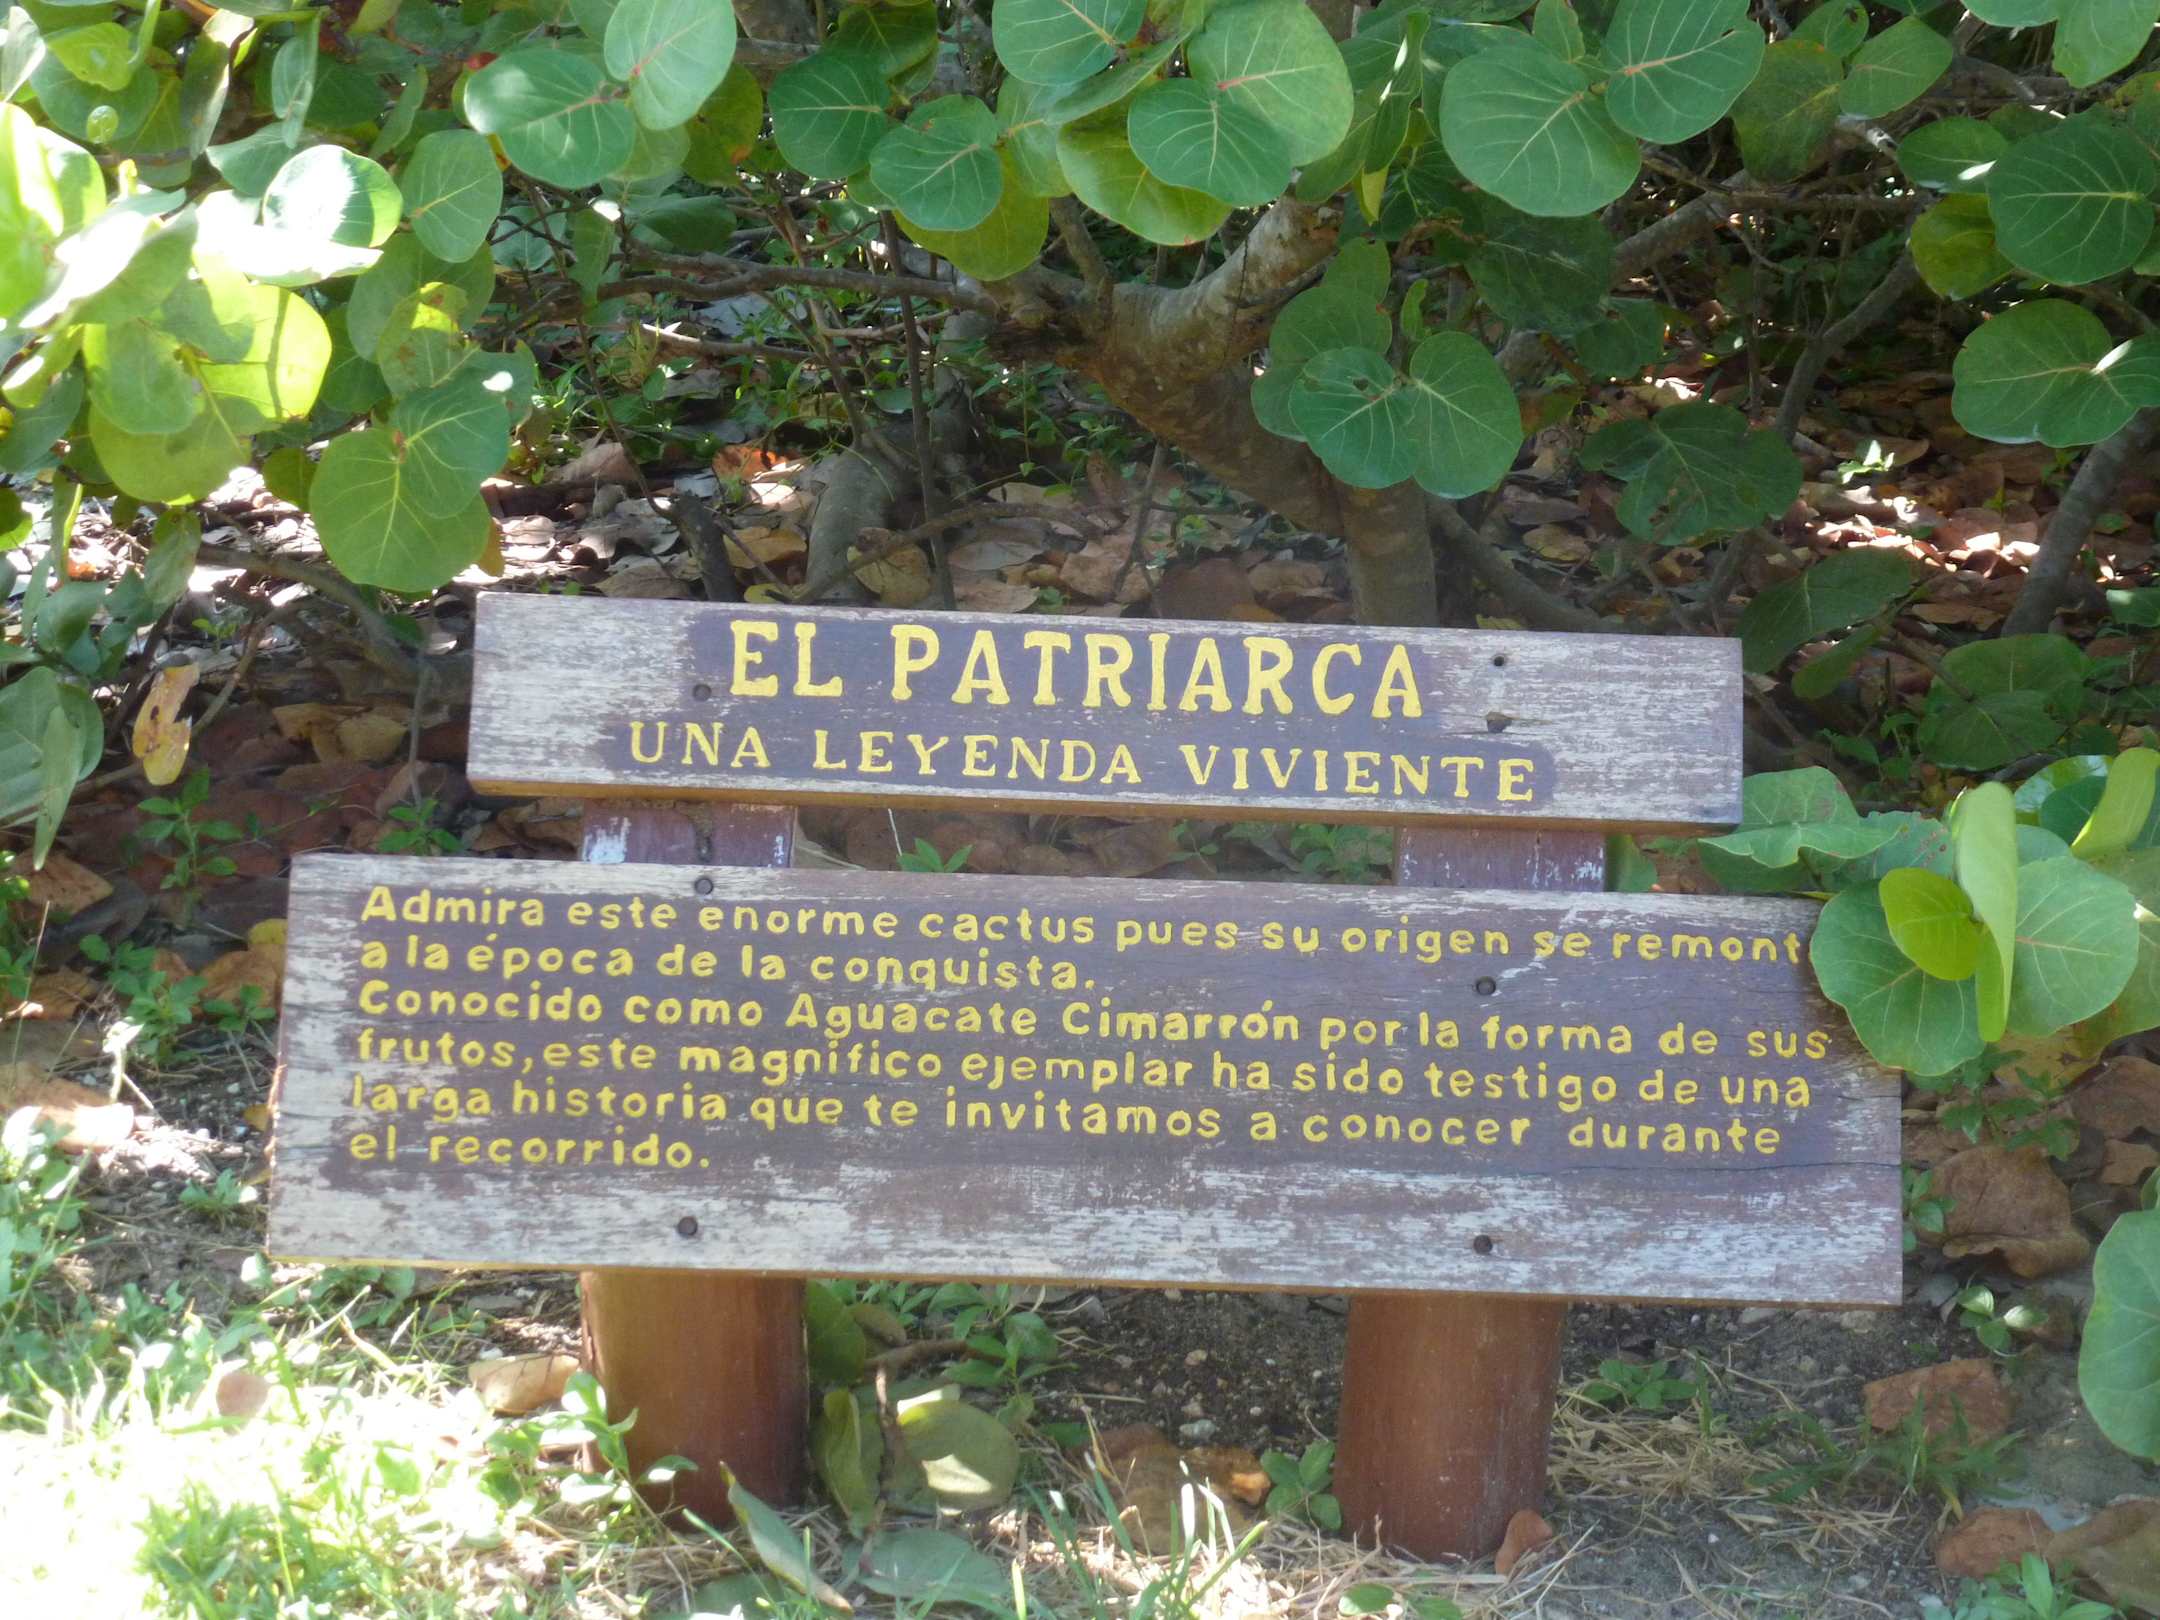 EL PATRIARCA
UNA LEYENDA VIVIENTE
Admira este enorme cactus pues su origen se remont
a la época de la conquista.
Conocido como Aguacate Cimarrón por la forma de sus
frutos, este magnifico ejemplar ha sido testigo de una
larga historia que te invitamos a conocer durante
el recorrido.